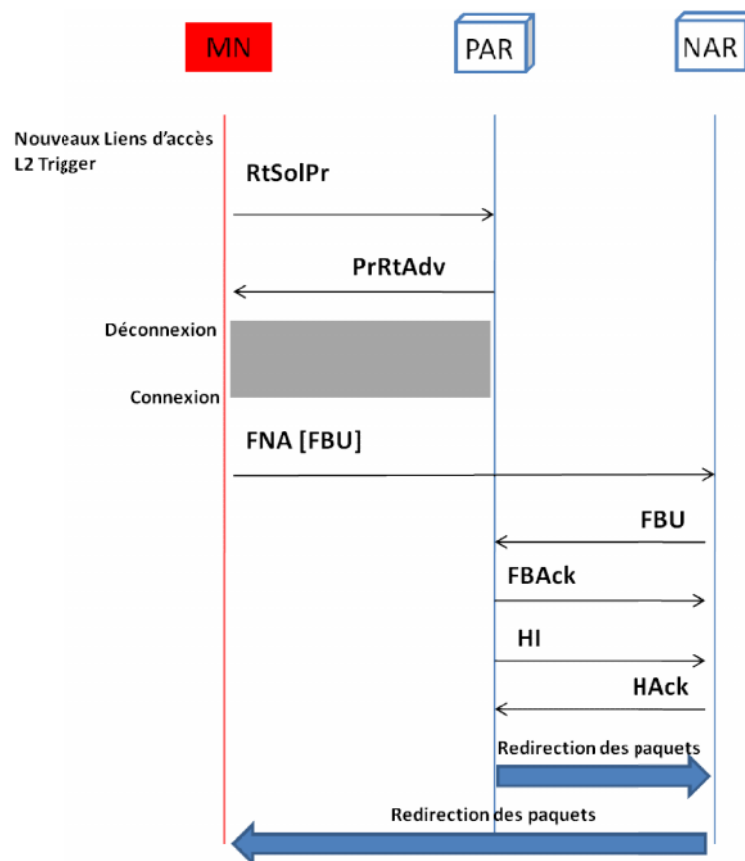 MN
PAR
NAR
Nouveaux Liens d'accès
L2 Trigger
RtSolPr
PrRtAdv
Déconnexion
Connexion
FNA [FBU]
FBU
FBAck
HI
HAck
Redirection des paquets
Redirection des paquets